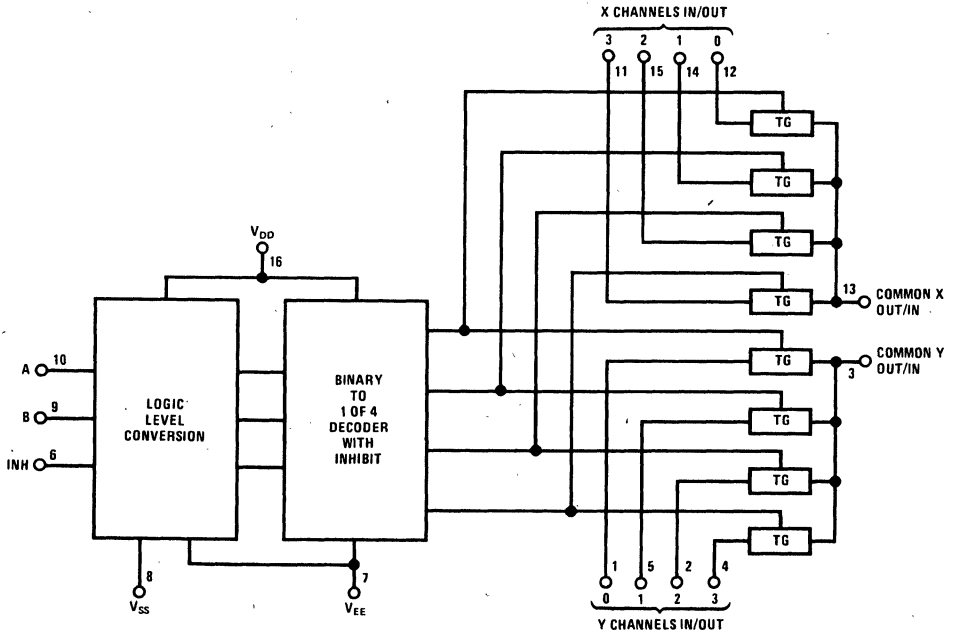 X CHANNELS IN/OUT
3 2 1 0
11 15 14 12
TG
TG
TG
TG
13 COMMON X
OUT/IN
V_DD
16
A 10
B 9
INH 6
LOGIC
LEVEL
CONVERSION
BINARY
TO
1 OF 4
DECODER
WITH
INHIBIT
TG
TG
TG
TG
COMMON Y
3 OUT/IN
8
V_SS
7
V_EE
1 5 2 4
0 1 2 3
Y CHANNELS IN/OUT